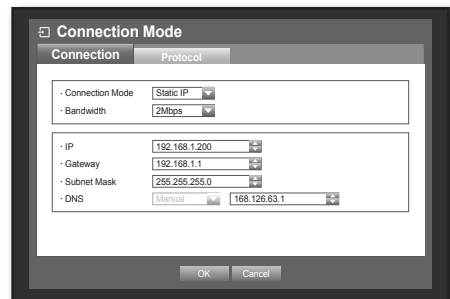 Connection Mode
Connection Protocol
· Connection Mode Static IP
· Bandwidth 2Mbps
· IP 192.168.1.200
· Gateway 192.168.1.1
· Subnet Mask 255.255.255.0
· DNS Manual 168.126.63.1
OK Cancel